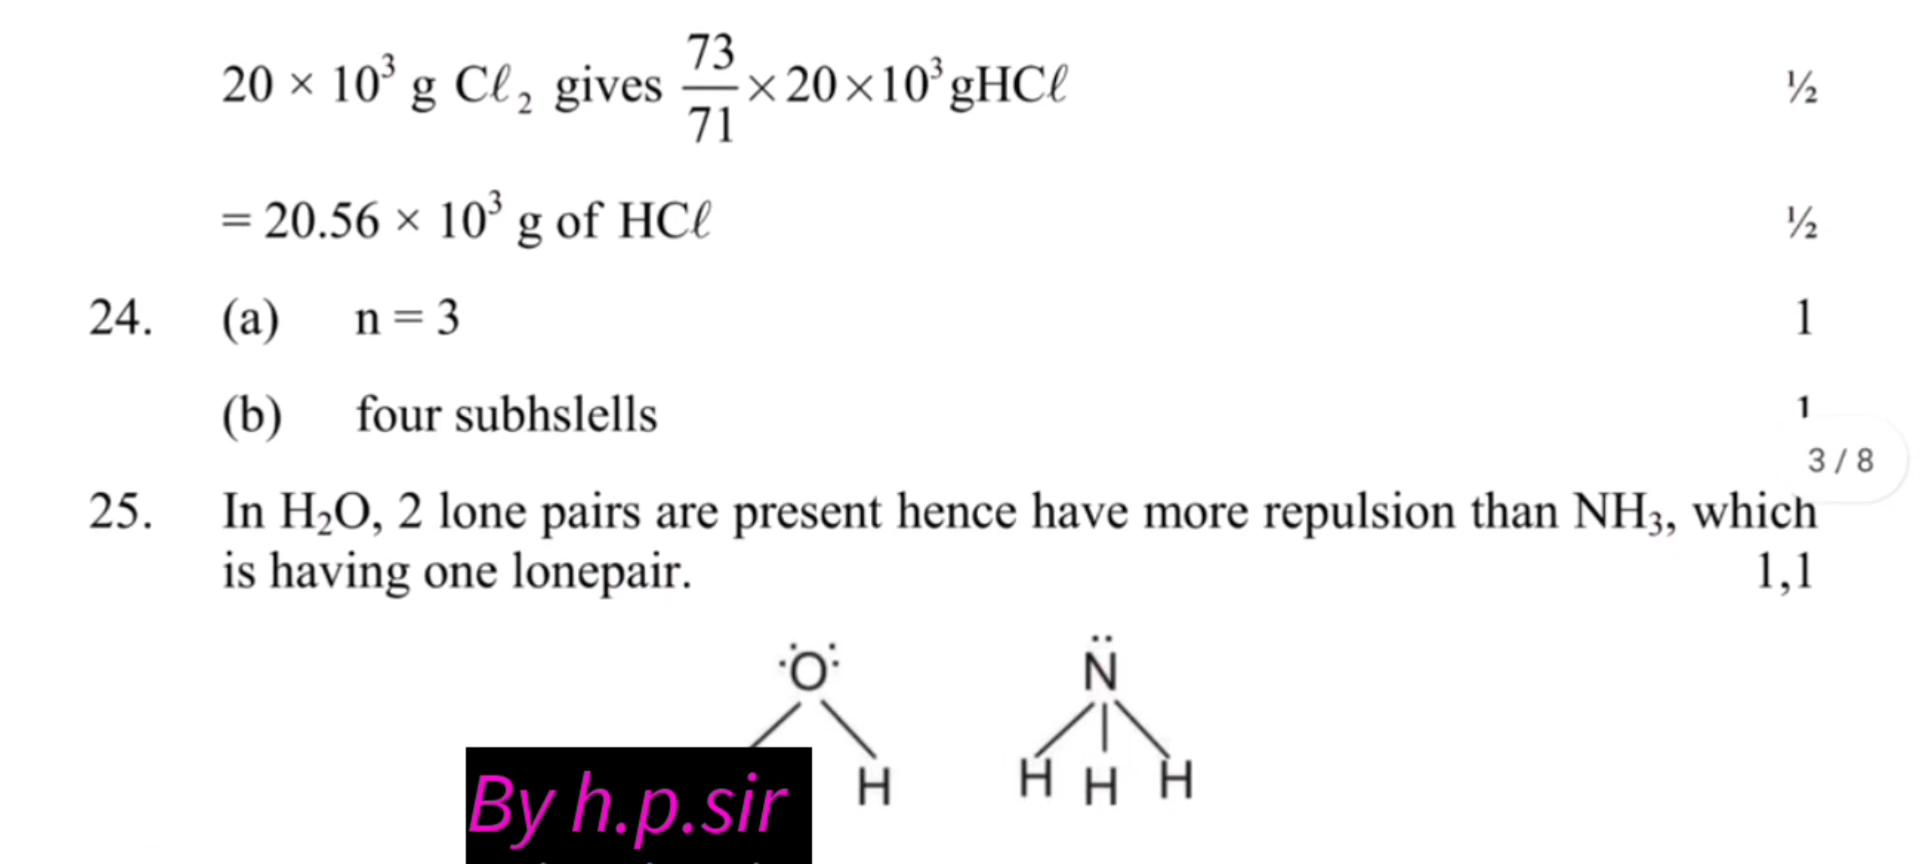 20 × 10³ g Cℓ₂ gives 73/71 × 20 × 10³ gHCℓ ½
= 20.56 × 10³ g of HCℓ ½
24. (a) n = 3 1
(b) four subhslells 1
3 / 8
25. In H₂O, 2 lone pairs are present hence have more repulsion than NH₃, which
is having one lonepair. 1,1
O N
H H H H
By h.p.sir